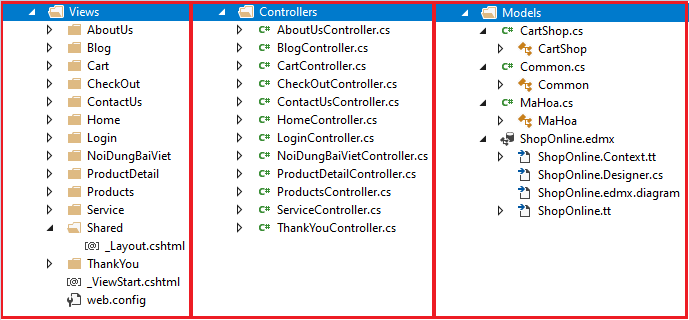 Views
AboutUs
Blog
Cart
CheckOut
ContactUs
Home
Login
NoiDungBaiViet
ProductDetail
Products
Service
Shared
[@] _Layout.cshtml
ThankYou
[@] _ViewStart.cshtml
web.config
Controllers
C# AboutUsController.cs
C# BlogController.cs
C# CartController.cs
C# CheckOutController.cs
C# ContactUsController.cs
C# HomeController.cs
C# LoginController.cs
C# NoiDungBaiVietController.cs
C# ProductDetailController.cs
C# ProductsController.cs
C# ServiceController.cs
C# ThankYouController.cs
Models
C# CartShop.cs
CartShop
C# Common.cs
Common
C# MaHoa.cs
MaHoa
ShopOnline.edmx
ShopOnline.Context.tt
ShopOnline.Designer.cs
ShopOnline.edmx.diagram
ShopOnline.tt